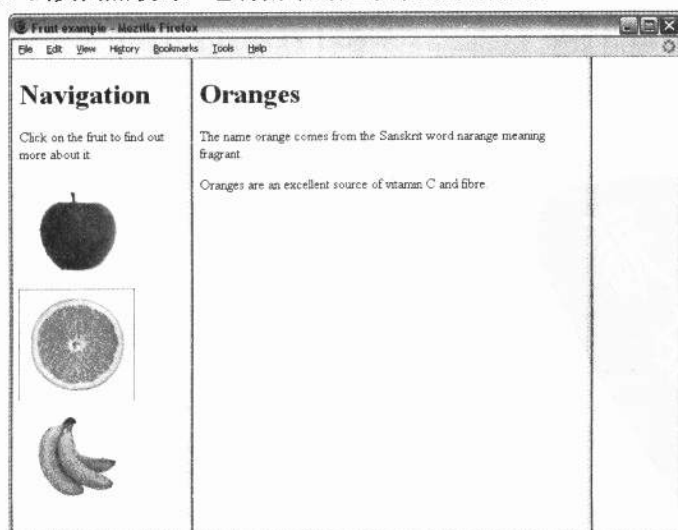 Fruit example - Mozilla Firefox
File Edit View History Bookmarks Tools Help
Navigation
Click on the fruit to find out
more about it
Oranges
The name orange comes from the Sanskrit word narange meaning
fragrant
Oranges are an excellent source of vitamin C and fibre